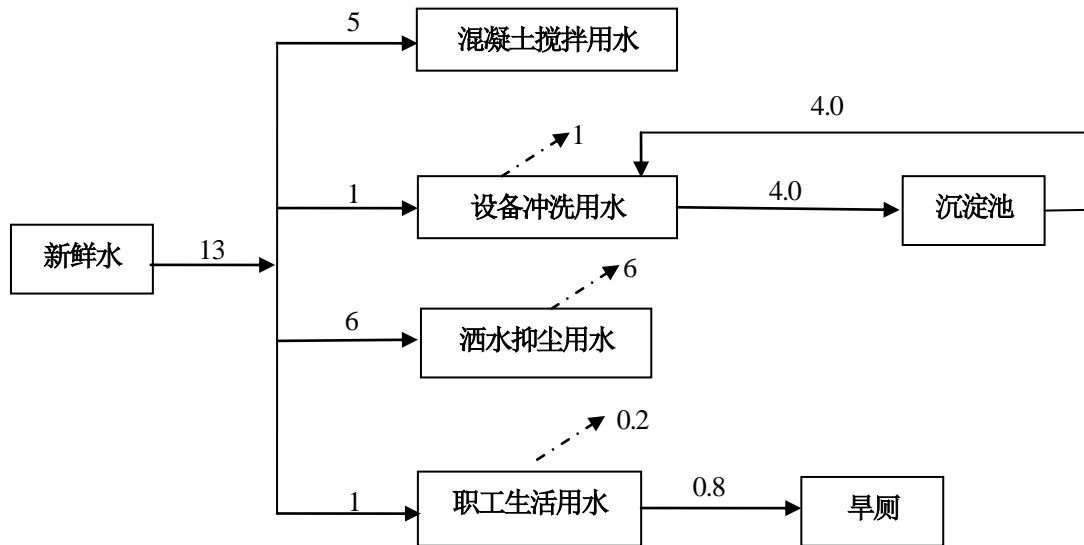 5
混凝土搅拌用水
4.0
1
1
设备冲洗用水
4.0
沉淀池
新鲜水
13
6
6
洒水抑尘用水
0.2
1
职工生活用水
0.8
旱厕